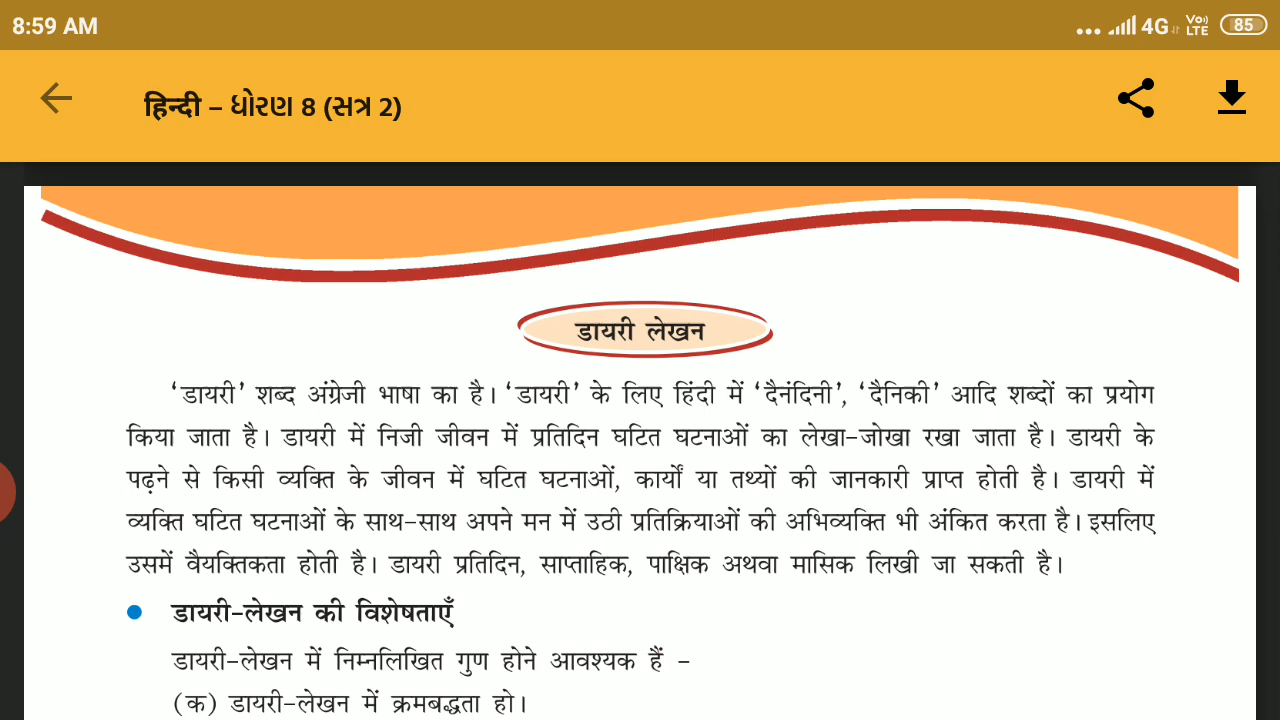 8:59 AM
4G VoLTE 85
हिन्दी – ધોરણ 8 (સત્ર 2)
डायरी लेखन
‘डायरी’ शब्द अंग्रेजी भाषा का है। ‘डायरी’ के लिए हिंदी में ‘दैनंदिनी’, ‘दैनिकी’ आदि शब्दों का प्रयोग
किया जाता है। डायरी में निजी जीवन में प्रतिदिन घटित घटनाओं का लेखा-जोखा रखा जाता है। डायरी के
पढ़ने से किसी व्यक्ति के जीवन में घटित घटनाओं, कार्यों या तथ्यों की जानकारी प्राप्त होती है। डायरी में
व्यक्ति घटित घटनाओं के साथ-साथ अपने मन में उठी प्रतिक्रियाओं की अभिव्यक्ति भी अंकित करता है। इसलिए
उसमें वैयक्तिकता होती है। डायरी प्रतिदिन, साप्ताहिक, पाक्षिक अथवा मासिक लिखी जा सकती है।
● डायरी-लेखन की विशेषताएँ
डायरी-लेखन में निम्नलिखित गुण होने आवश्यक हैं -
(क) डायरी-लेखन में क्रमबद्धता हो।